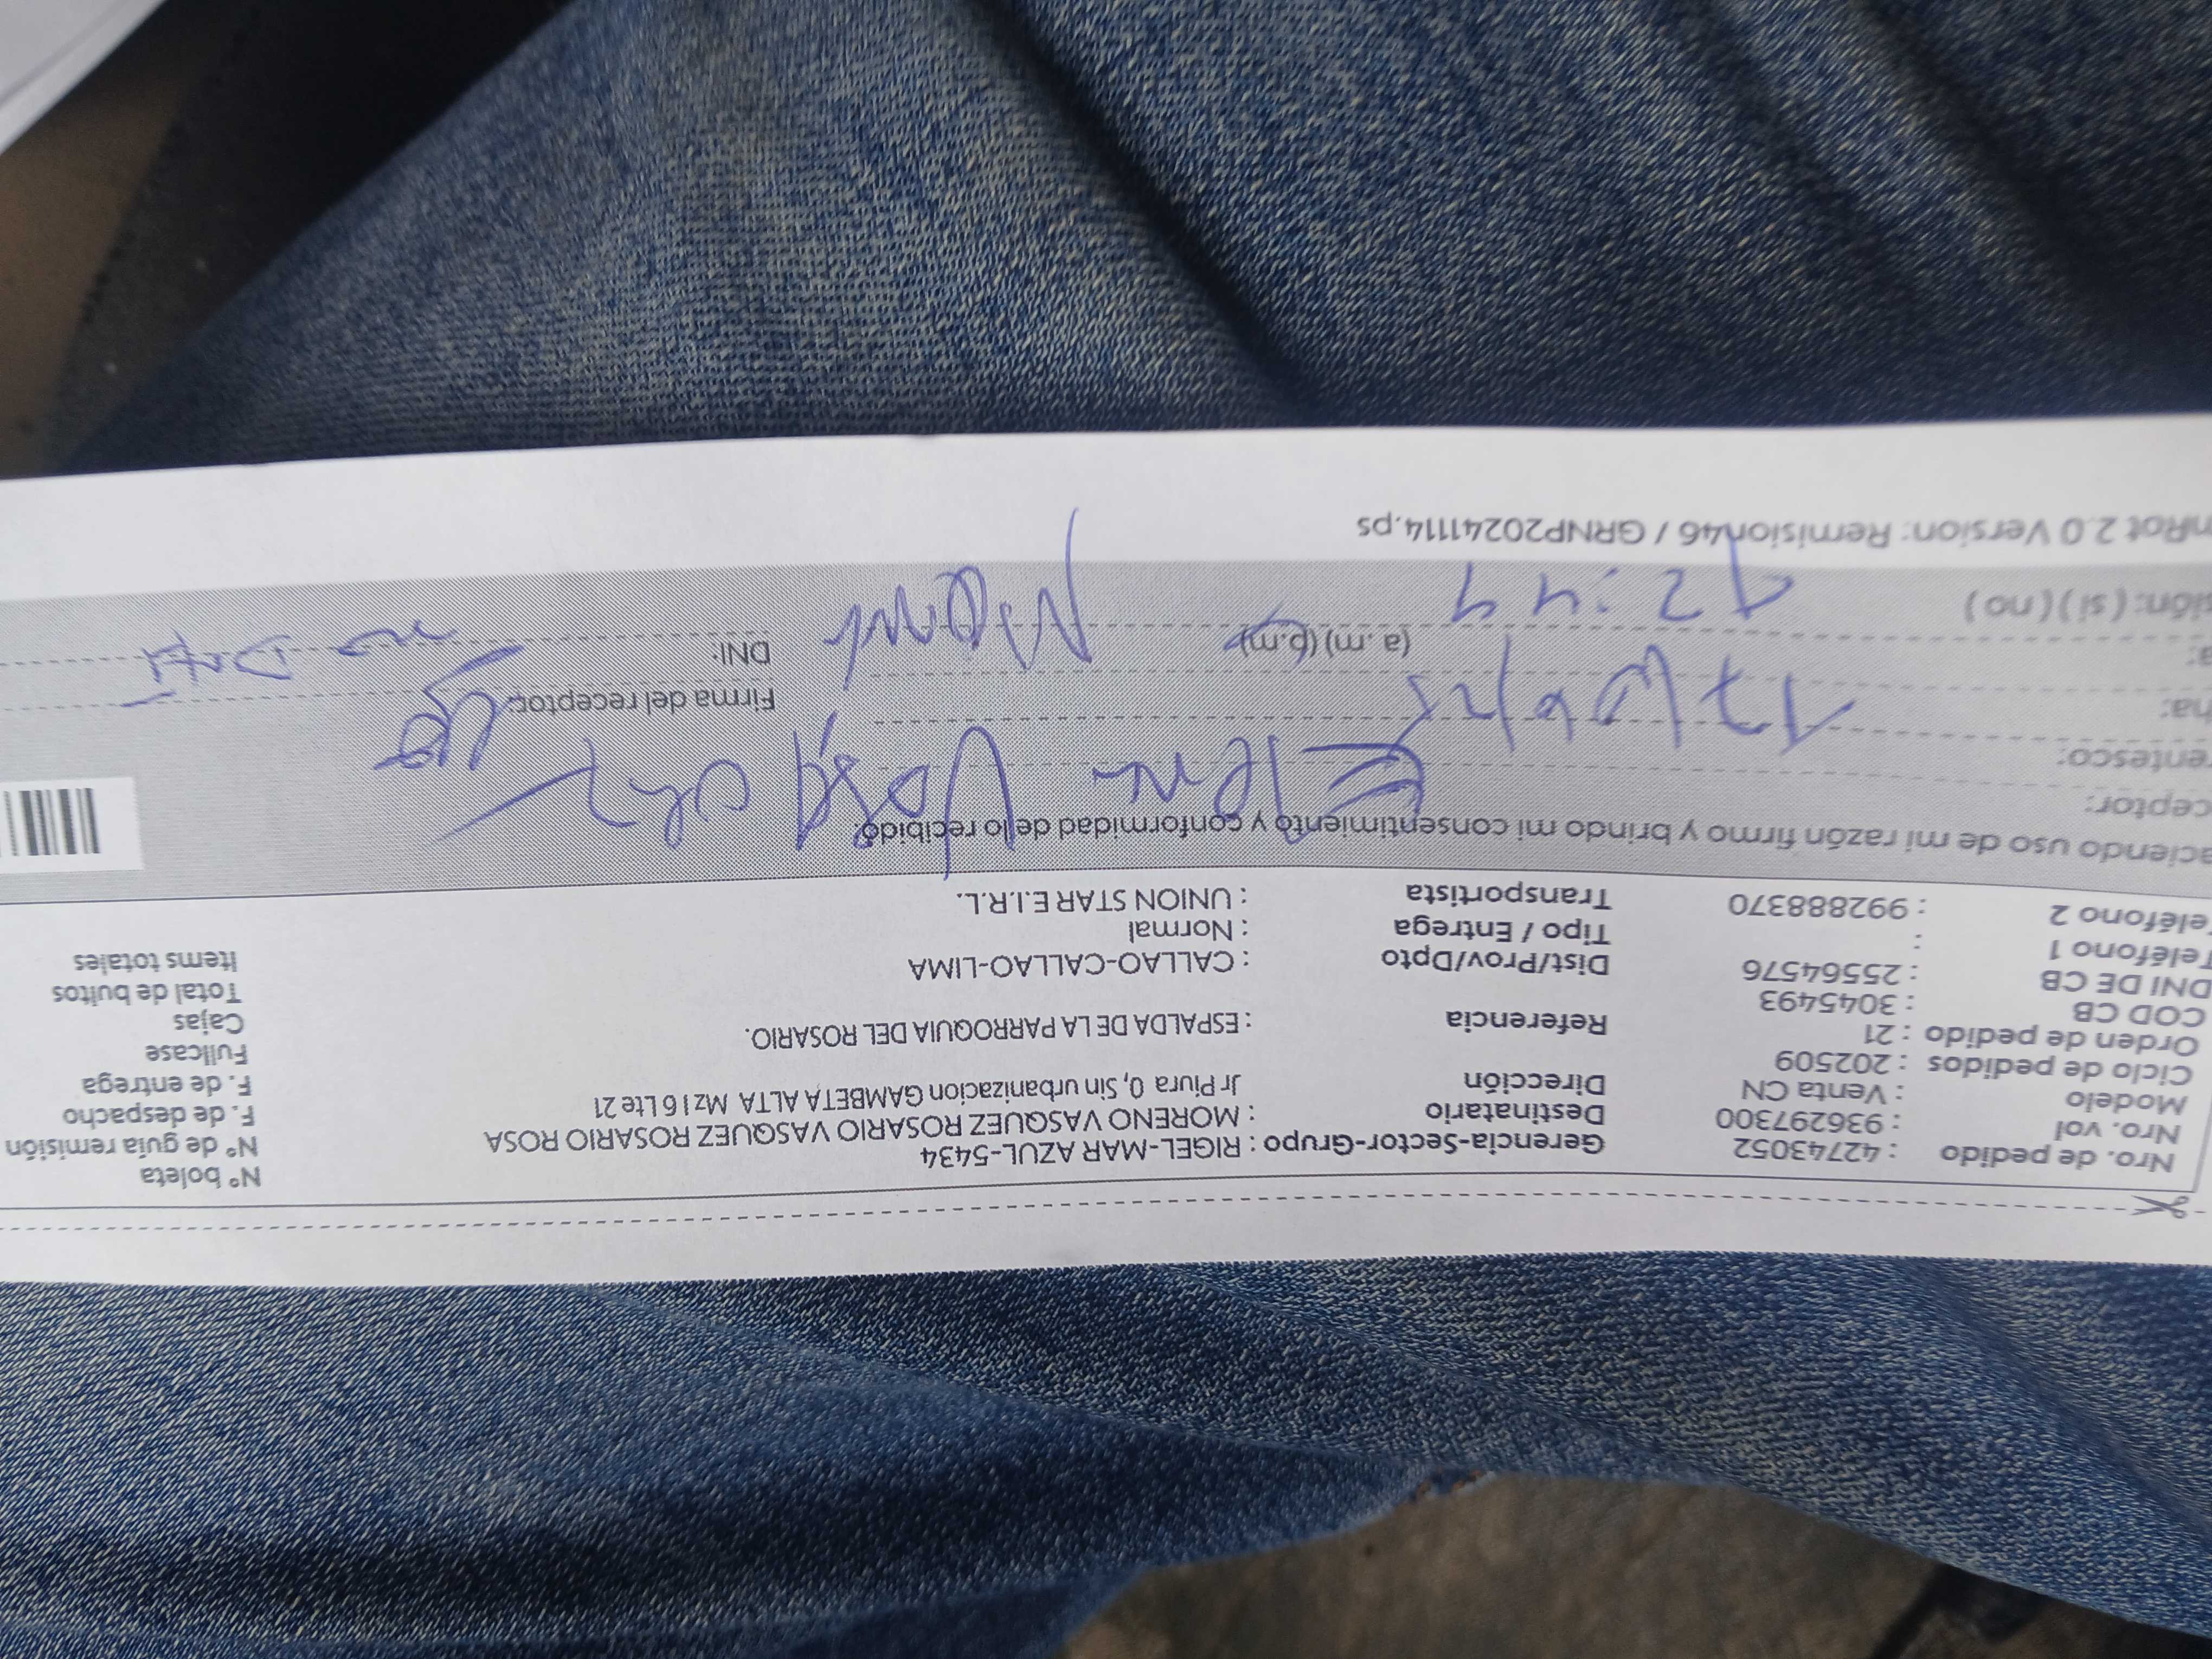 Nro. de pedido : 42743052 Gerencia-Sector-Grupo : RIGEL-MAR AZUL-5434 N° boleta
Nro. vol : 936297300 Destinatario : MORENO VASQUEZ ROSARIO VASQUEZ ROSARIO ROSA N° de guía remisión
Modelo : Venta CN Dirección Jr Piura 0, Sin urbanizacion GAMBETA ALTA Mz I 6 Lte 21 F. de despacho
Ciclo de pedidos : 202509 F. de entrega
Orden de pedido : 21 Referencia : ESPALDA DE LA PARROQUIA DEL ROSARIO. Fullcase
COD CB : 3045493 Cajas
DNI DE CB : 25564576 Dist/Prov/Dpto : CALLAO-CALLAO-LIMA Total de bultos
Teléfono 1 : Tipo / Entrega : Normal Items totales
Teléfono 2 : 992888370 Transportista : UNION STAR E.I.R.L.
aciendo uso de mi razón firmo y brindo mi consentimiento y conformidad de lo recibido:
ceptor:
entesco:
na: Firma del receptor:
a: (a.m) (p.m) DNI: no DNI
12:49
sión: (si) (no)
nRot 2.0 Version: Remision46 / GRNP20241114.ps